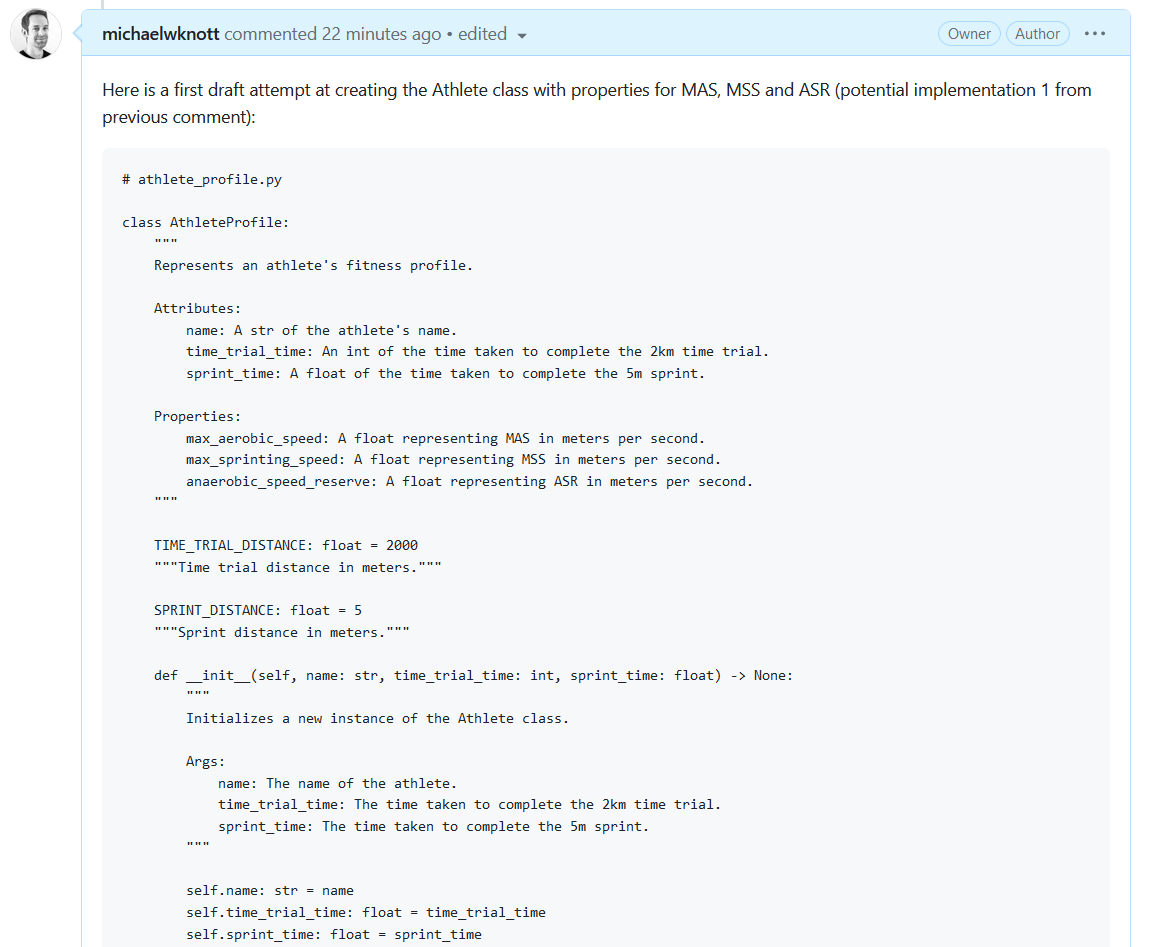 michaelwknott commented 22 minutes ago • edited
Owner
Author
Here is a first draft attempt at creating the Athlete class with properties for MAS, MSS and ASR (potential implementation 1 from
previous comment):
# athlete_profile.py
class AthleteProfile:
"""
Represents an athlete's fitness profile.
Attributes:
name: A str of the athlete's name.
time_trial_time: An int of the time taken to complete the 2km time trial.
sprint_time: A float of the time taken to complete the 5m sprint.
Properties:
max_aerobic_speed: A float representing MAS in meters per second.
max_sprinting_speed: A float representing MSS in meters per second.
anaerobic_speed_reserve: A float representing ASR in meters per second.
"""
TIME_TRIAL_DISTANCE: float = 2000
"""Time trial distance in meters."""
SPRINT_DISTANCE: float = 5
"""Sprint distance in meters."""
def __init__(self, name: str, time_trial_time: int, sprint_time: float) -> None:
"""
Initializes a new instance of the Athlete class.
Args:
name: The name of the athlete.
time_trial_time: The time taken to complete the 2km time trial.
sprint_time: The time taken to complete the 5m sprint.
"""
self.name: str = name
self.time_trial_time: float = time_trial_time
self.sprint_time: float = sprint_time